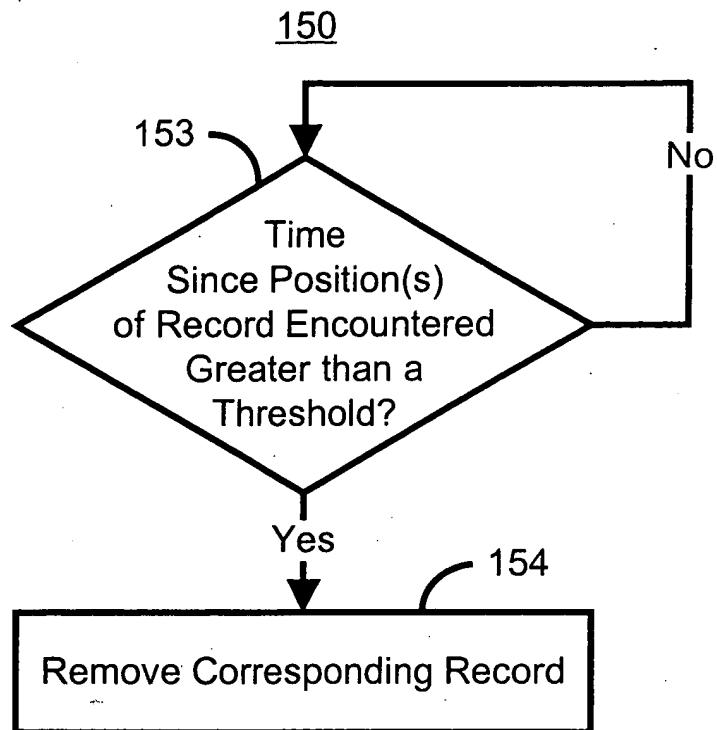 150
153
No
Time
Since Position(s)
of Record Encountered
Greater than a
Threshold?
Yes
154
Remove Corresponding Record